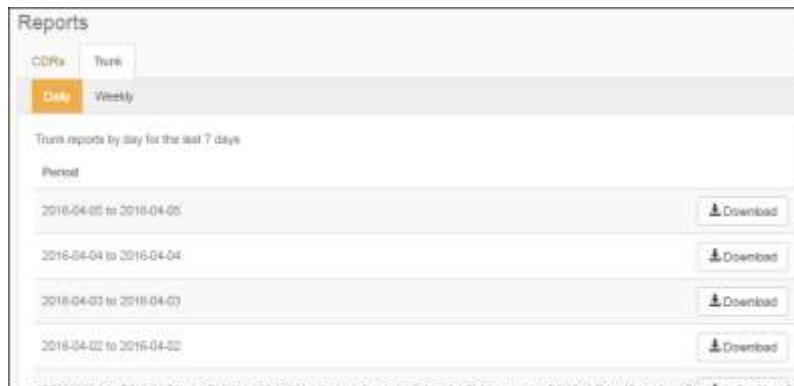 Reports
CDRs Trunk
Daily Weekly
Trunk reports by day for the last 7 days
Period
2016-04-05 to 2016-04-05 Download
2016-04-04 to 2016-04-04 Download
2016-04-03 to 2016-04-03 Download
2016-04-02 to 2016-04-02 Download